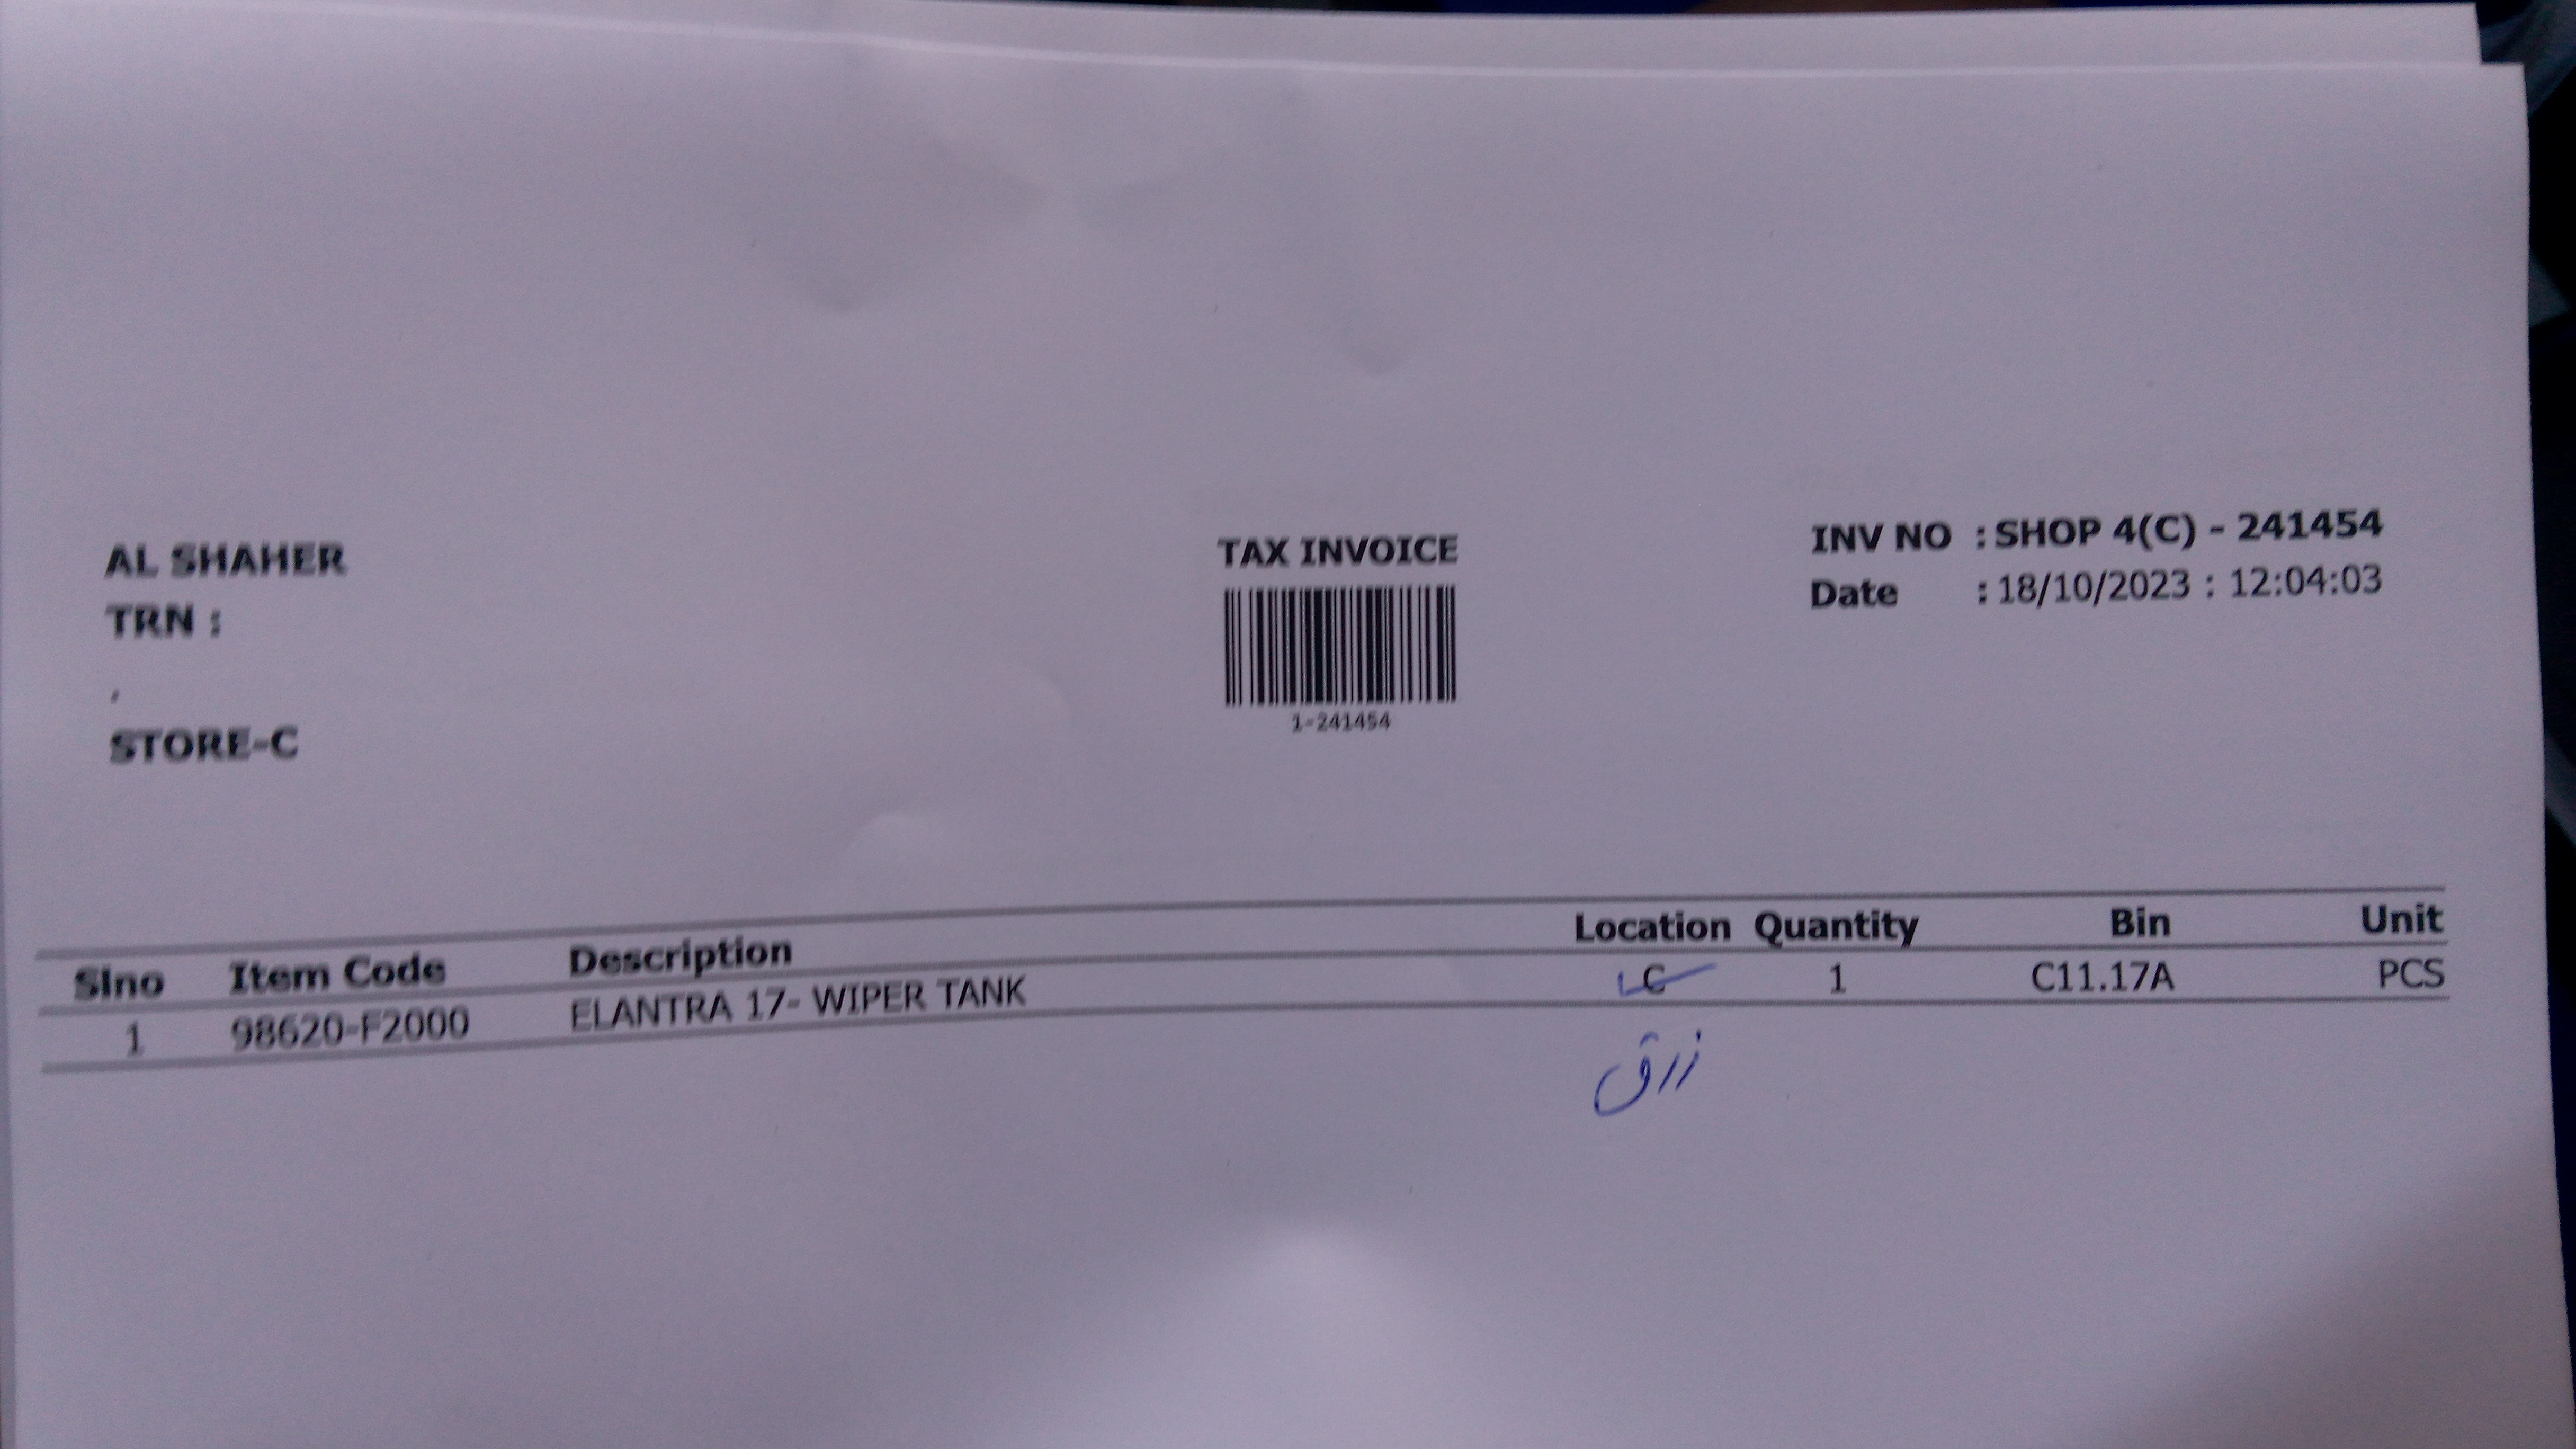 AL SHAHER
TRN :
,
STORE-C
TAX INVOICE
1-241454
INV NO : SHOP 4(C) - 241454
Date : 18/10/2023 : 12:04:03
Slno Item Code Description Location Quantity Bin Unit
1 98620-F2000 ELANTRA 17- WIPER TANK C 1 C11.17A PCS
زرق